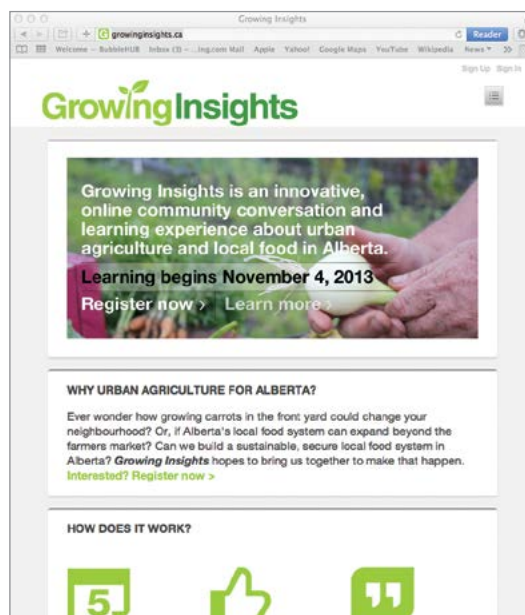 Growing Insights
growinginsights.ca
Reader
Welcome – BubbleHUB Inbox (3) – ...ing.com Mail Apple Yahoo! Google Maps YouTube Wikipedia News
Sign Up Sign In
GrowingInsights
Growing Insights is an innovative,
online community conversation and
learning experience about urban
agriculture and local food in Alberta.
Learning begins November 4, 2013
Register now > Learn more >
WHY URBAN AGRICULTURE FOR ALBERTA?
Ever wonder how growing carrots in the front yard could change your
neighbourhood? Or, if Alberta's local food system can expand beyond the
farmers market? Can we build a sustainable, secure local food system in
Alberta? Growing Insights hopes to bring us together to make that happen.
Interested? Register now >
HOW DOES IT WORK?
5